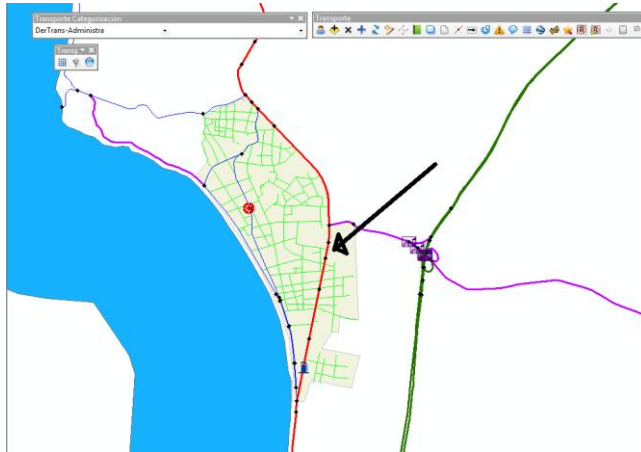 Transporte Categorización
Transporte
DerTrans-Administra
Transp